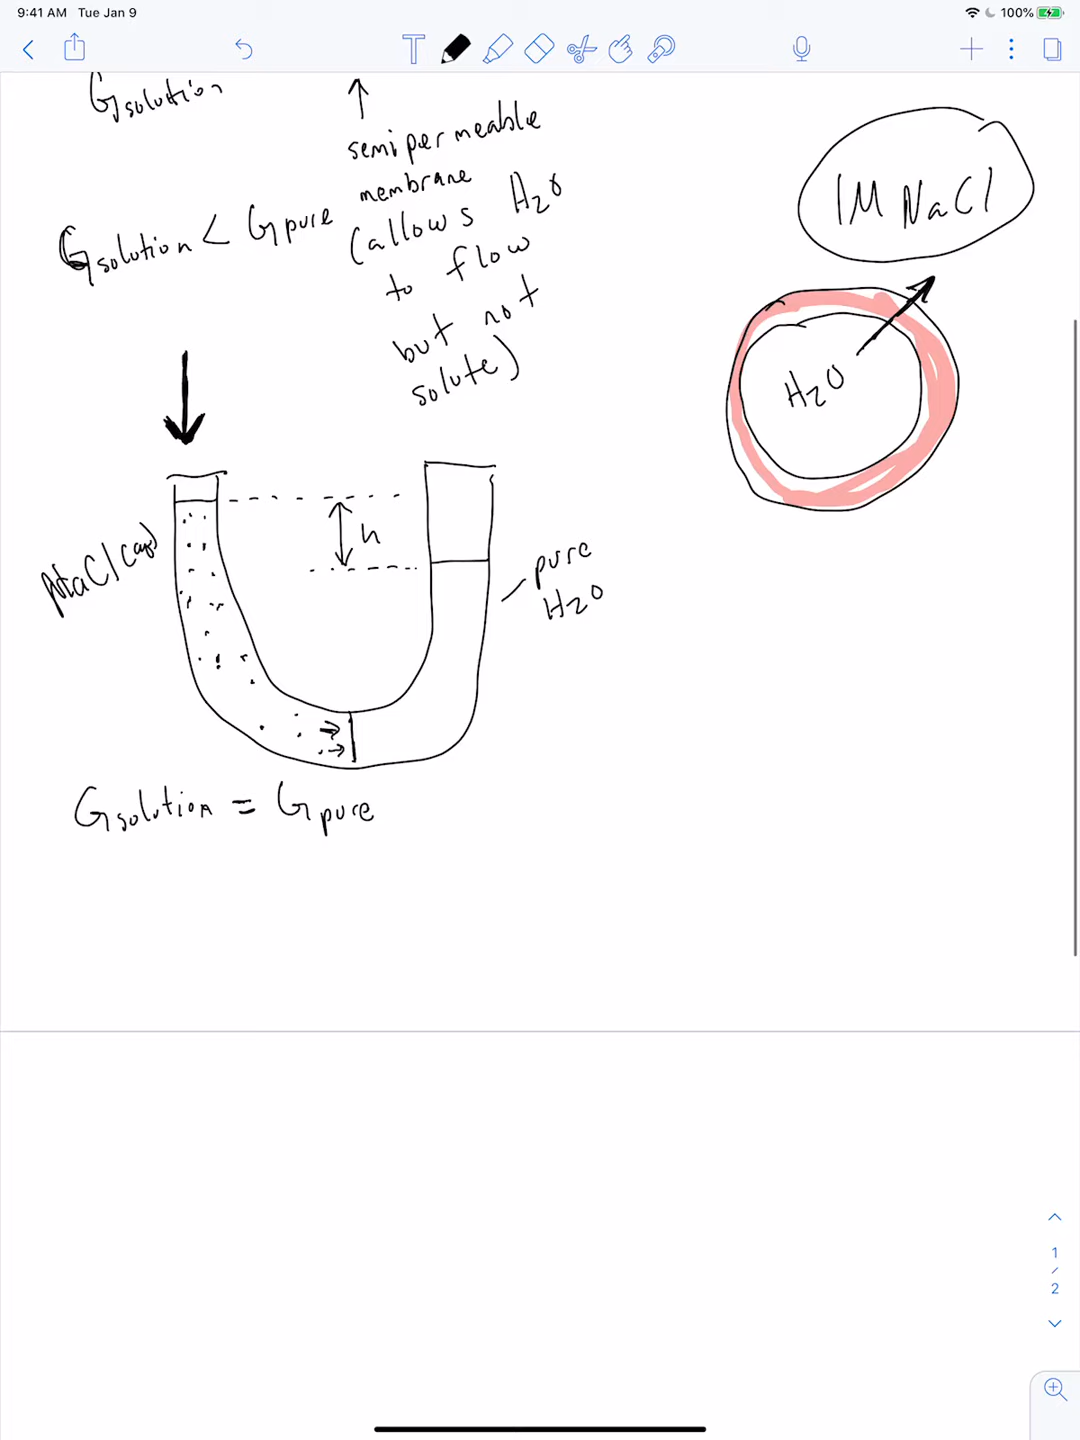 9:41 AM Tue Jan 9
100%
T
Gsolution
semipermeable
membrane
(allows H2O
to flow
but not
solute)
Gsolution < Gpure
1M NaCl
H2O
NaCl(aq)
h
pure
H2O
Gsolution = Gpure
1
/
2